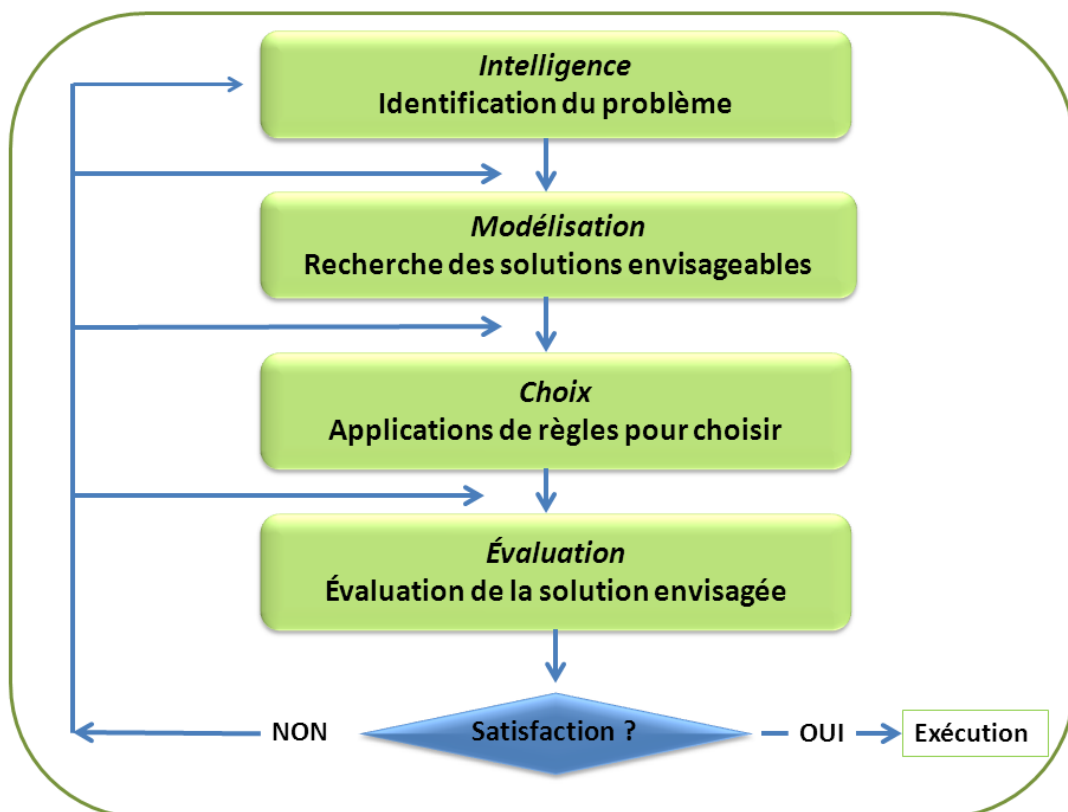 Intelligence
Identification du problème
Modélisation
Recherche des solutions envisageables
Choix
Applications de règles pour choisir
Évaluation
Évaluation de la solution envisagée
NON
Satisfaction ?
OUI
Exécution